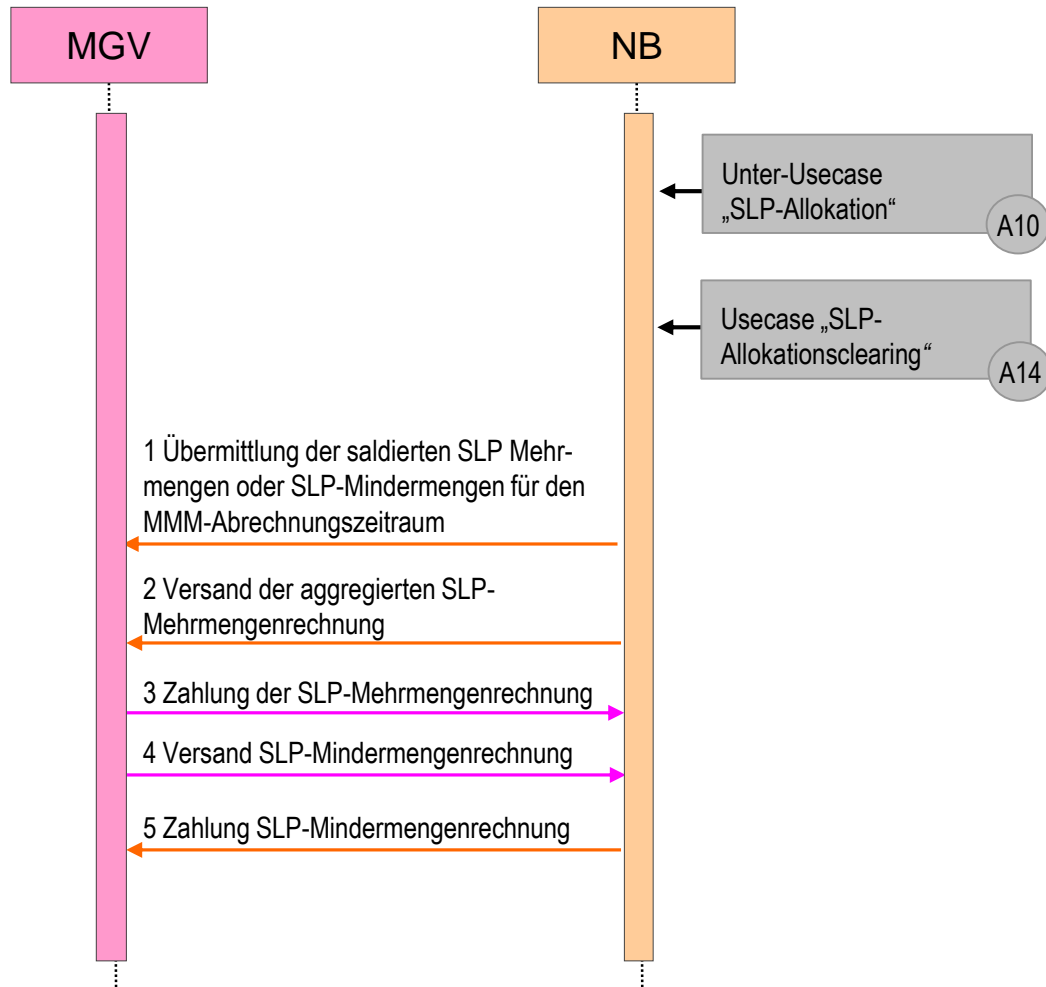 MGV
NB
Unter-Usecase
„SLP-Allokation“
A10
Usecase „SLP-
Allokationsclearing“
A14
1 Übermittlung der saldierten SLP Mehr-
mengen oder SLP-Mindermengen für den
MMM-Abrechnungszeitraum
2 Versand der aggregierten SLP-
Mehrmengenrechnung
3 Zahlung der SLP-Mehrmengenrechnung
4 Versand SLP-Mindermengenrechnung
5 Zahlung SLP-Mindermengenrechnung